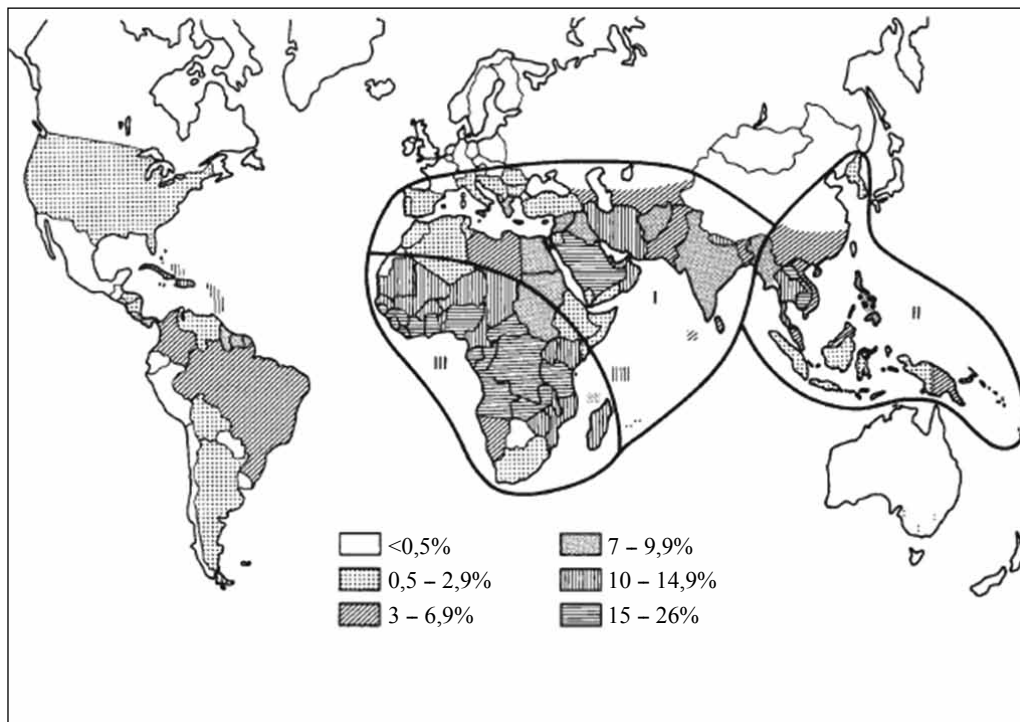 I
II
III
<0,5%
0,5 – 2,9%
3 – 6,9%
7 – 9,9%
10 – 14,9%
15 – 26%